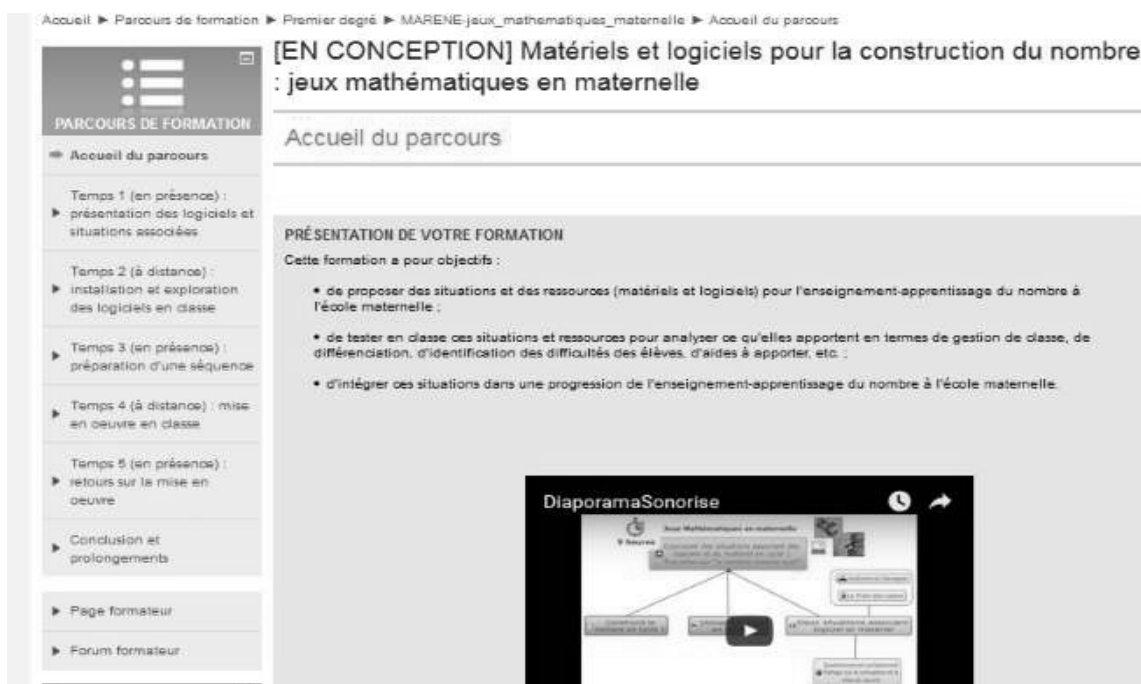 Accueil ► Parcours de formation ► Premier degré ► MARENE-jeux_mathematiques_maternelle ► Accueil du parcours
[EN CONCEPTION] Matériels et logiciels pour la construction du nombre
: jeux mathématiques en maternelle
PARCOURS DE FORMATION
Accueil du parcours
Temps 1 (en présence) :
présentation des logiciels et
situations associées
Temps 2 (à distance) :
installation et exploration
des logiciels en classe
Temps 3 (en présence) :
préparation d'une séquence
Temps 4 (à distance) : mise
en oeuvre en classe
Temps 5 (en présence) :
retours sur la mise en
oeuvre
Conclusion et
prolongements
Page formateur
Forum formateur
Accueil du parcours
PRÉSENTATION DE VOTRE FORMATION
Cette formation a pour objectifs :
• de proposer des situations et des ressources (matériels et logiciels) pour l'enseignement-apprentissage du nombre à
l'école maternelle ;
• de tester en classe ces situations et ressources pour analyser ce qu'elles apportent en termes de gestion de classe, de
différenciation, d'identification des difficultés des élèves, d'aides à apporter, etc. ;
• d'intégrer ces situations dans une progression de l'enseignement-apprentissage du nombre à l'école maternelle.
DiaporamaSonorise
9 heures
Jeux Mathématiques en maternelle